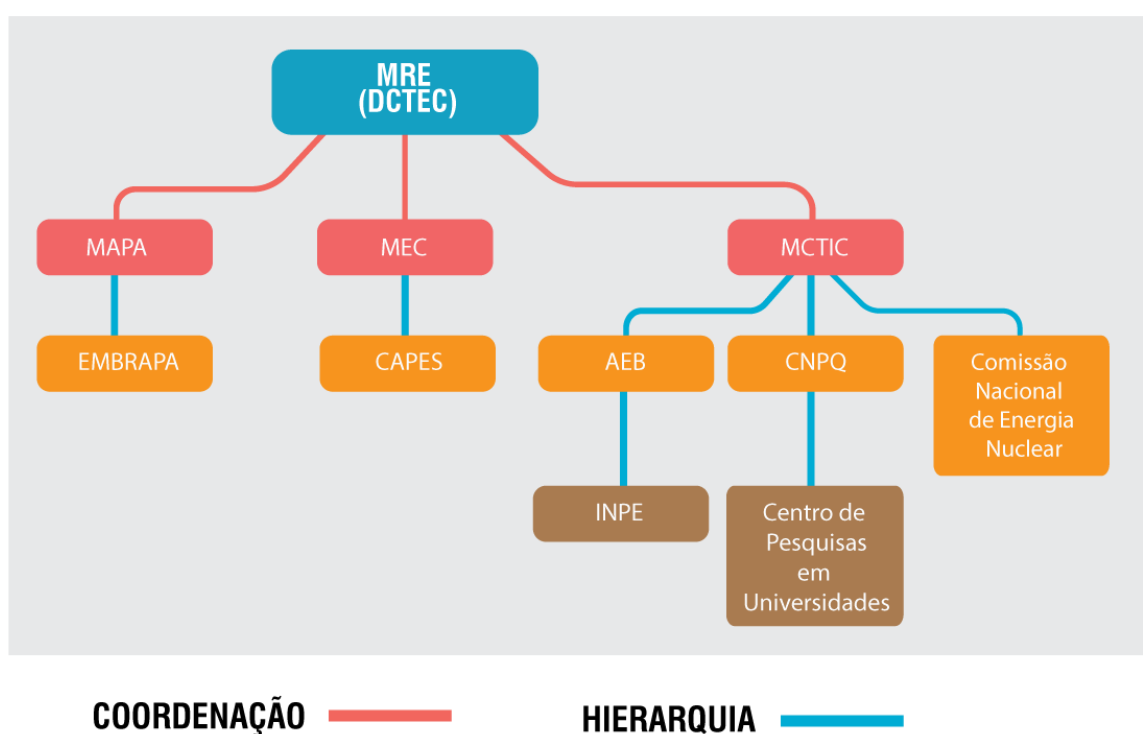 MRE
(DCTEC)
MAPA
MEC
MCTIC
EMBRAPA
CAPES
AEB
CNPQ
Comissão
Nacional
de Energia
Nuclear
INPE
Centro de
Pesquisas
em
Universidades
COORDENAÇÃO
HIERARQUIA